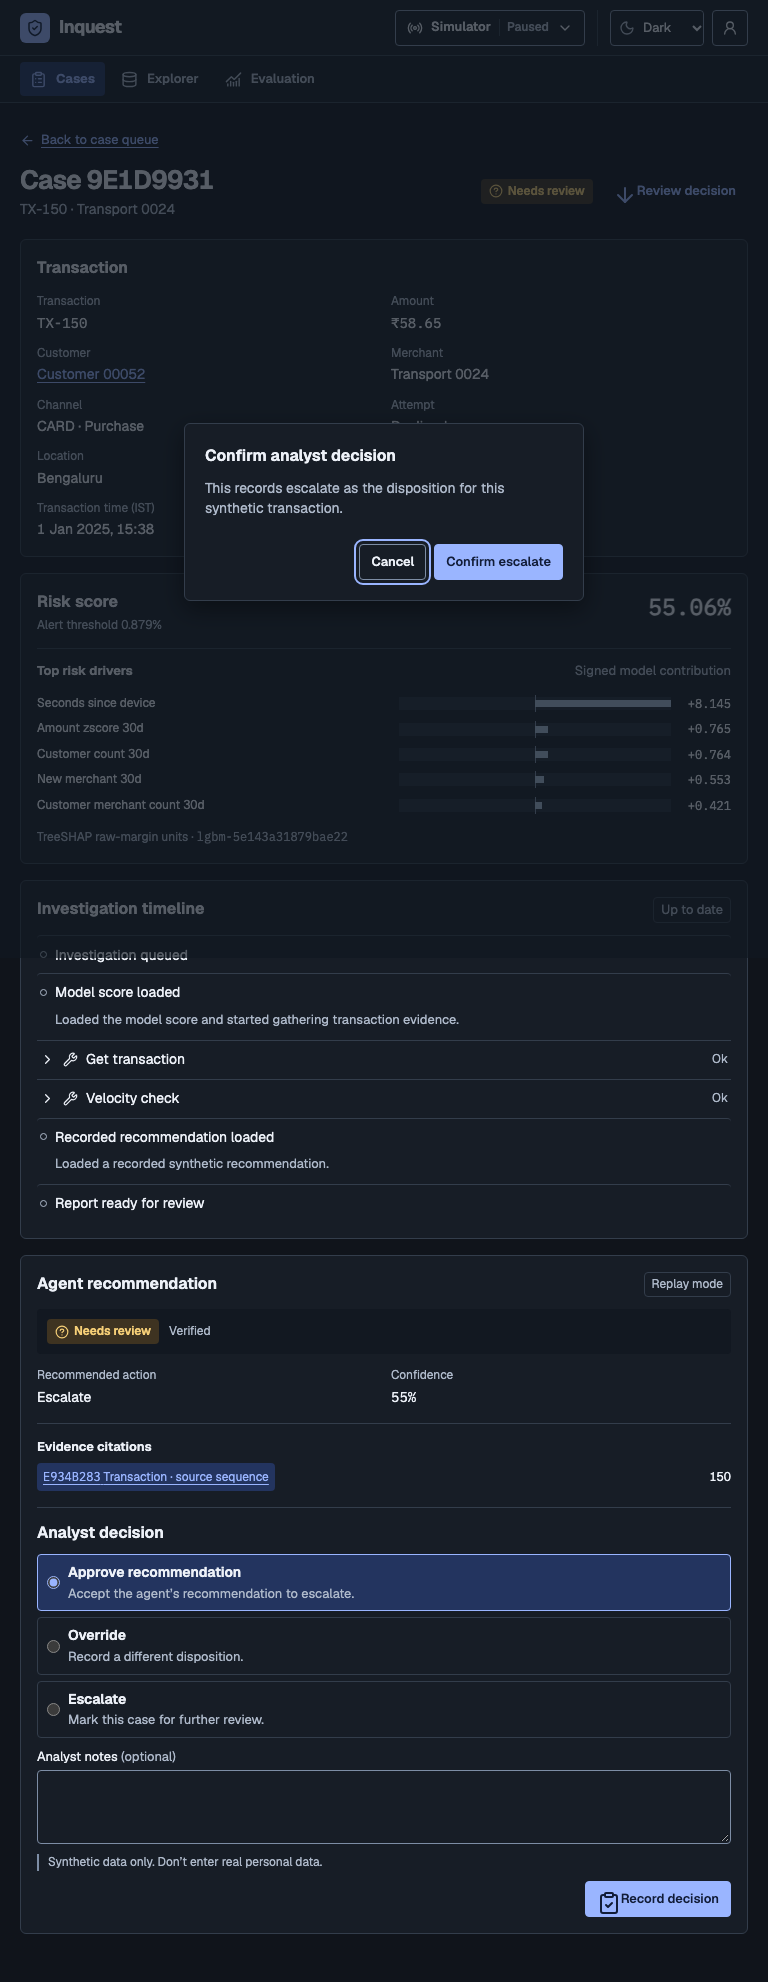 Inquest
Simulator Paused
Dark
Cases
Explorer
Evaluation
Back to case queue
Case 9E1D9931
TX-150 · Transport 0024
Needs review
Review decision
Transaction
Transaction
Amount
TX-150
₹58.65
Customer
Merchant
Customer 00052
Transport 0024
Channel
Attempt
CARD · Purchase
Location
Bengaluru
Transaction time (IST)
1 Jan 2025, 15:38
Confirm analyst decision
This records escalate as the disposition for this
synthetic transaction.
Cancel
Confirm escalate
Risk score
55.06%
Alert threshold 0.879%
Top risk drivers
Signed model contribution
Seconds since device
+8.145
Amount zscore 30d
+0.765
Customer count 30d
+0.764
New merchant 30d
+0.553
Customer merchant count 30d
+0.421
TreeSHAP raw-margin units · lgbm-5e143a31879bae22
Investigation timeline
Up to date
Investigation queued
Model score loaded
Loaded the model score and started gathering transaction evidence.
Get transaction
Ok
Velocity check
Ok
Recorded recommendation loaded
Loaded a recorded synthetic recommendation.
Report ready for review
Agent recommendation
Replay mode
Needs review
Verified
Recommended action
Confidence
Escalate
55%
Evidence citations
E934B283 Transaction · source sequence
150
Analyst decision
Approve recommendation
Accept the agent's recommendation to escalate.
Override
Record a different disposition.
Escalate
Mark this case for further review.
Analyst notes (optional)
Synthetic data only. Don't enter real personal data.
Record decision